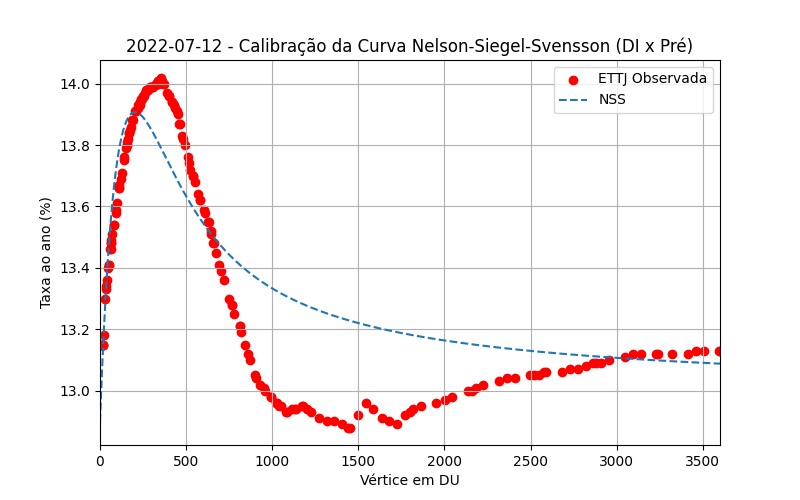 2022-07-12 - Calibração da Curva Nelson-Siegel-Svensson (DI x Pré)
ETTJ Observada
NSS
Taxa ao ano (%)
14.0
13.8
13.6
13.4
13.2
13.0
0 500 1000 1500 2000 2500 3000 3500
Vértice em DU